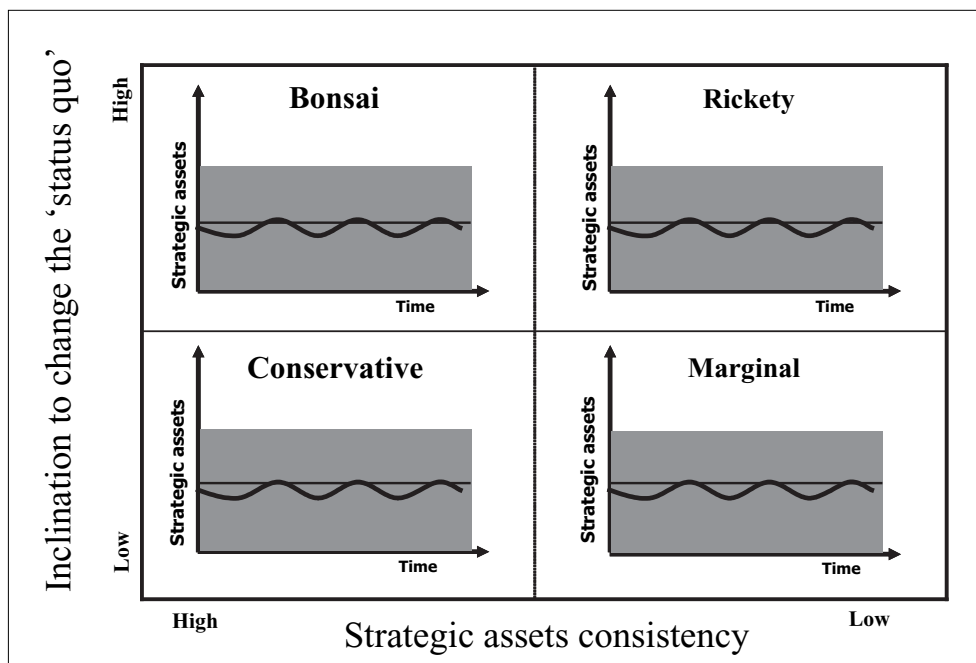 Inclination to change the ‘status quo’
High
Low
Bonsai
Strategic assets
Time
Rickety
Strategic assets
Time
Conservative
Strategic assets
Time
Marginal
Strategic assets
Time
High
Low
Strategic assets consistency